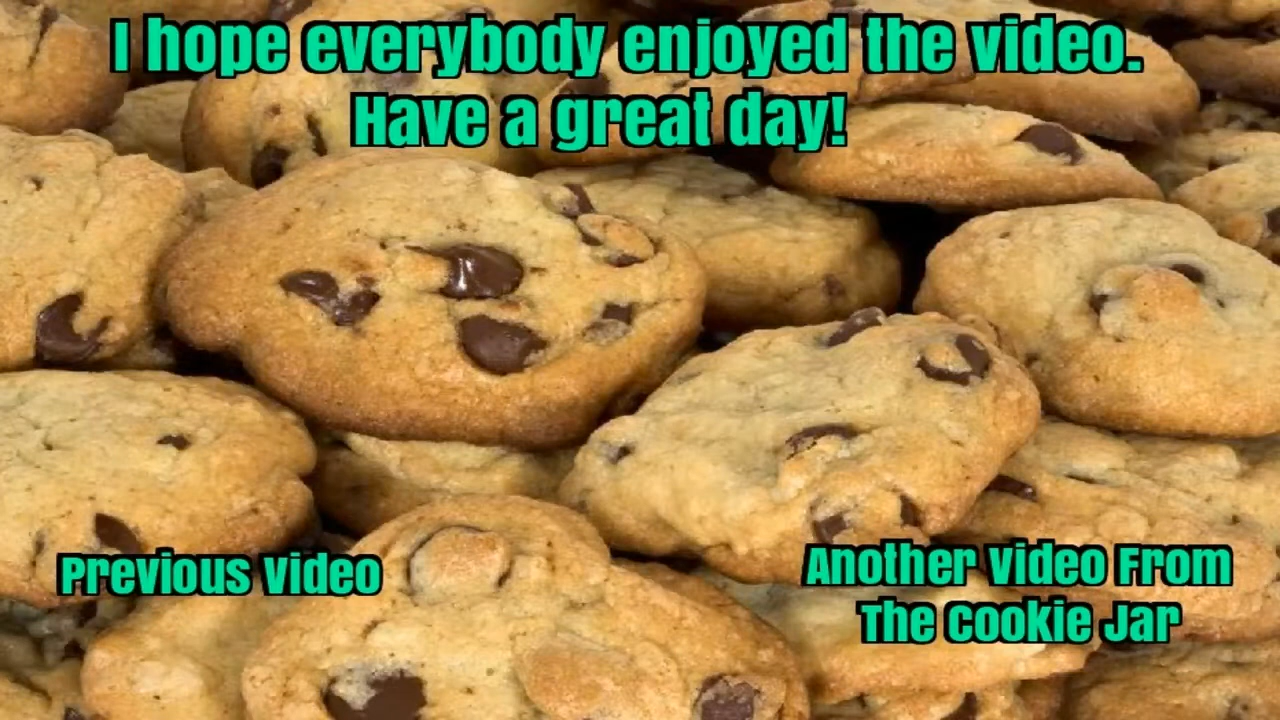 I hope everybody enjoyed the video.
Have a great day!
Previous Video
Another Video From
The Cookie Jar